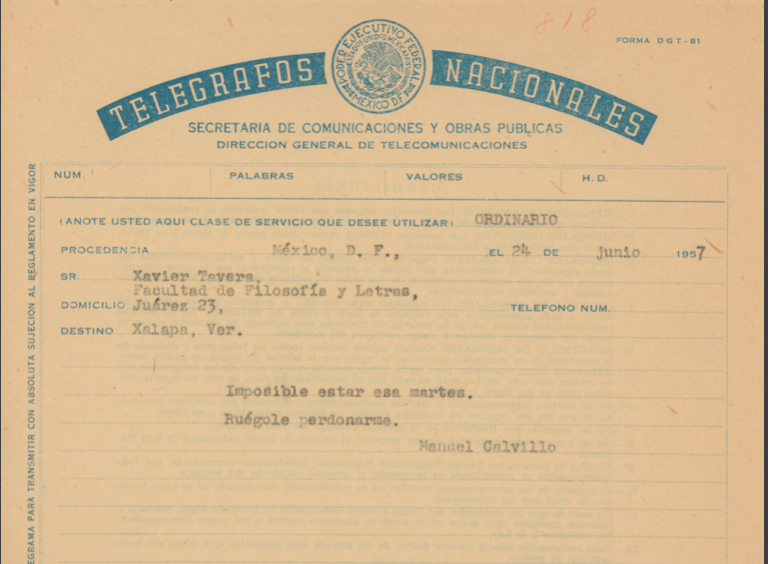 818
FORMA D G T - 81
PODER EJECUTIVO FEDERAL
ESTADOS UNIDOS MEXICANOS
MEXICO D F
TELEGRAFOS NACIONALES
SECRETARIA DE COMUNICACIONES Y OBRAS PUBLICAS
DIRECCION GENERAL DE TELECOMUNICACIONES
NUM. PALABRAS VALORES H. D.
(ANOTE USTED AQUI CLASE DE SERVICIO QUE DESEE UTILIZAR) ORDINARIO
PROCEDENCIA México, D. F., EL 24 DE junio 1957
SR. Xavier Tavera,
Facultad de Filosofía y Letras,
DOMICILIO Juárez 23, TELEFONO NUM.
DESTINO Xalapa, Ver.
Imposible estar esa martes.
Ruégole perdonarme.
Manuel Calvillo
EGRAMA PARA TRANSMITIR CON ABSOLUTA SUJECION AL REGLAMENTO EN VIGOR